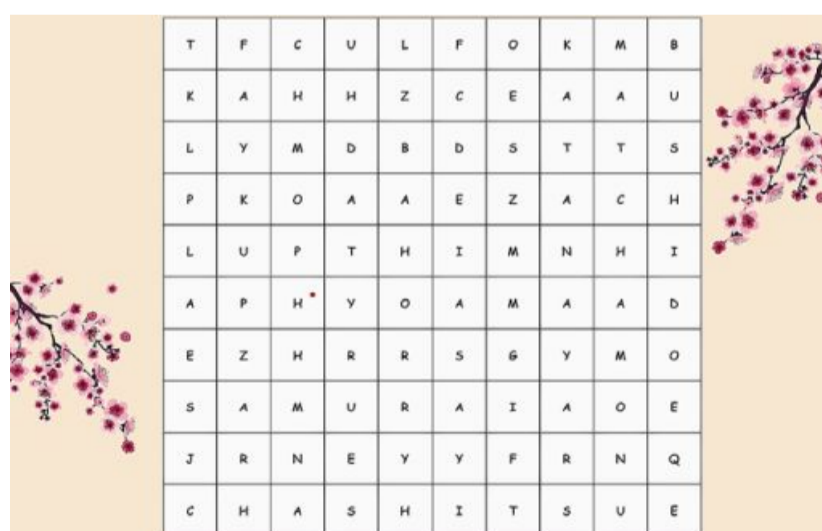 T F C U L F O K M B
K A H H Z C E A A U
L Y M D B D S T T S
P K O A A E Z A C H
L U P T H I M N H I
A P H Y O A M A A D
E Z H R R S G Y M O
S A M U R A I A O E
J R N E Y Y F R N Q
C H A S H I T S U E